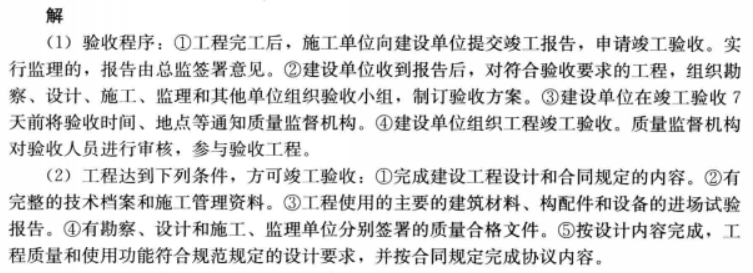 解
(1) 验收程序：①工程完工后，施工单位向建设单位提交竣工报告，申请竣工验收。实
行监理的，报告由总监签署意见。②建设单位收到报告后，对符合验收要求的工程，组织勘
察、设计、施工、监理和其他单位组织验收小组，制订验收方案。③建设单位在竣工验收 7
天前将验收时间、地点等通知质量监督机构。④建设单位组织工程竣工验收。质量监督机构
对验收人员进行审核，参与验收工程。
(2) 工程达到下列条件，方可竣工验收：①完成建设工程设计和合同规定的内容。②有
完整的技术档案和施工管理资料。③工程使用的主要的建筑材料、构配件和设备的进场试验
报告。④有勘察、设计和施工、监理单位分别签署的质量合格文件。⑤按设计内容完成，工
程质量和使用功能符合规范规定的设计要求，并按合同规定完成协议内容。